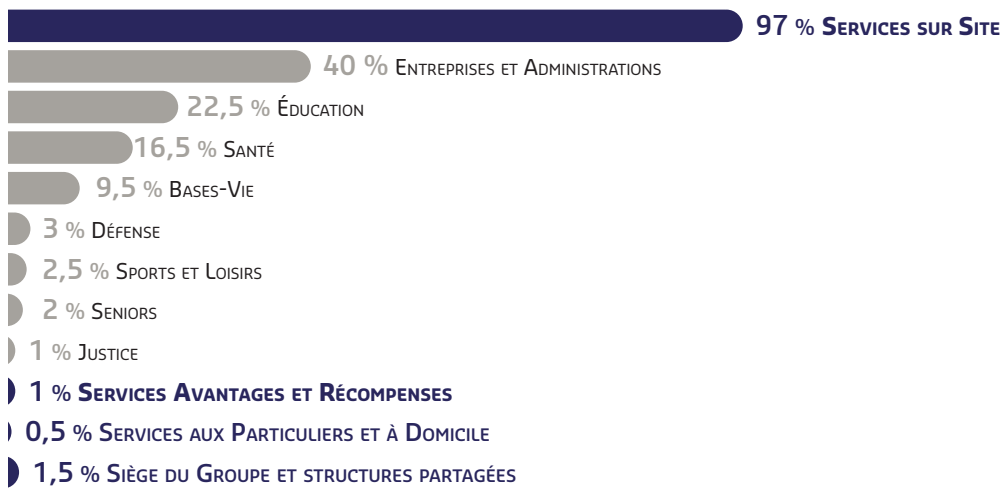 97 % Services sur Site
40 % Entreprises et Administrations
22,5 % Éducation
16,5 % Santé
9,5 % Bases-Vie
3 % Défense
2,5 % Sports et Loisirs
2 % Seniors
1 % Justice
1 % Services Avantages et Récompenses
0,5 % Services aux Particuliers et à Domicile
1,5 % Siège du Groupe et structures partagées